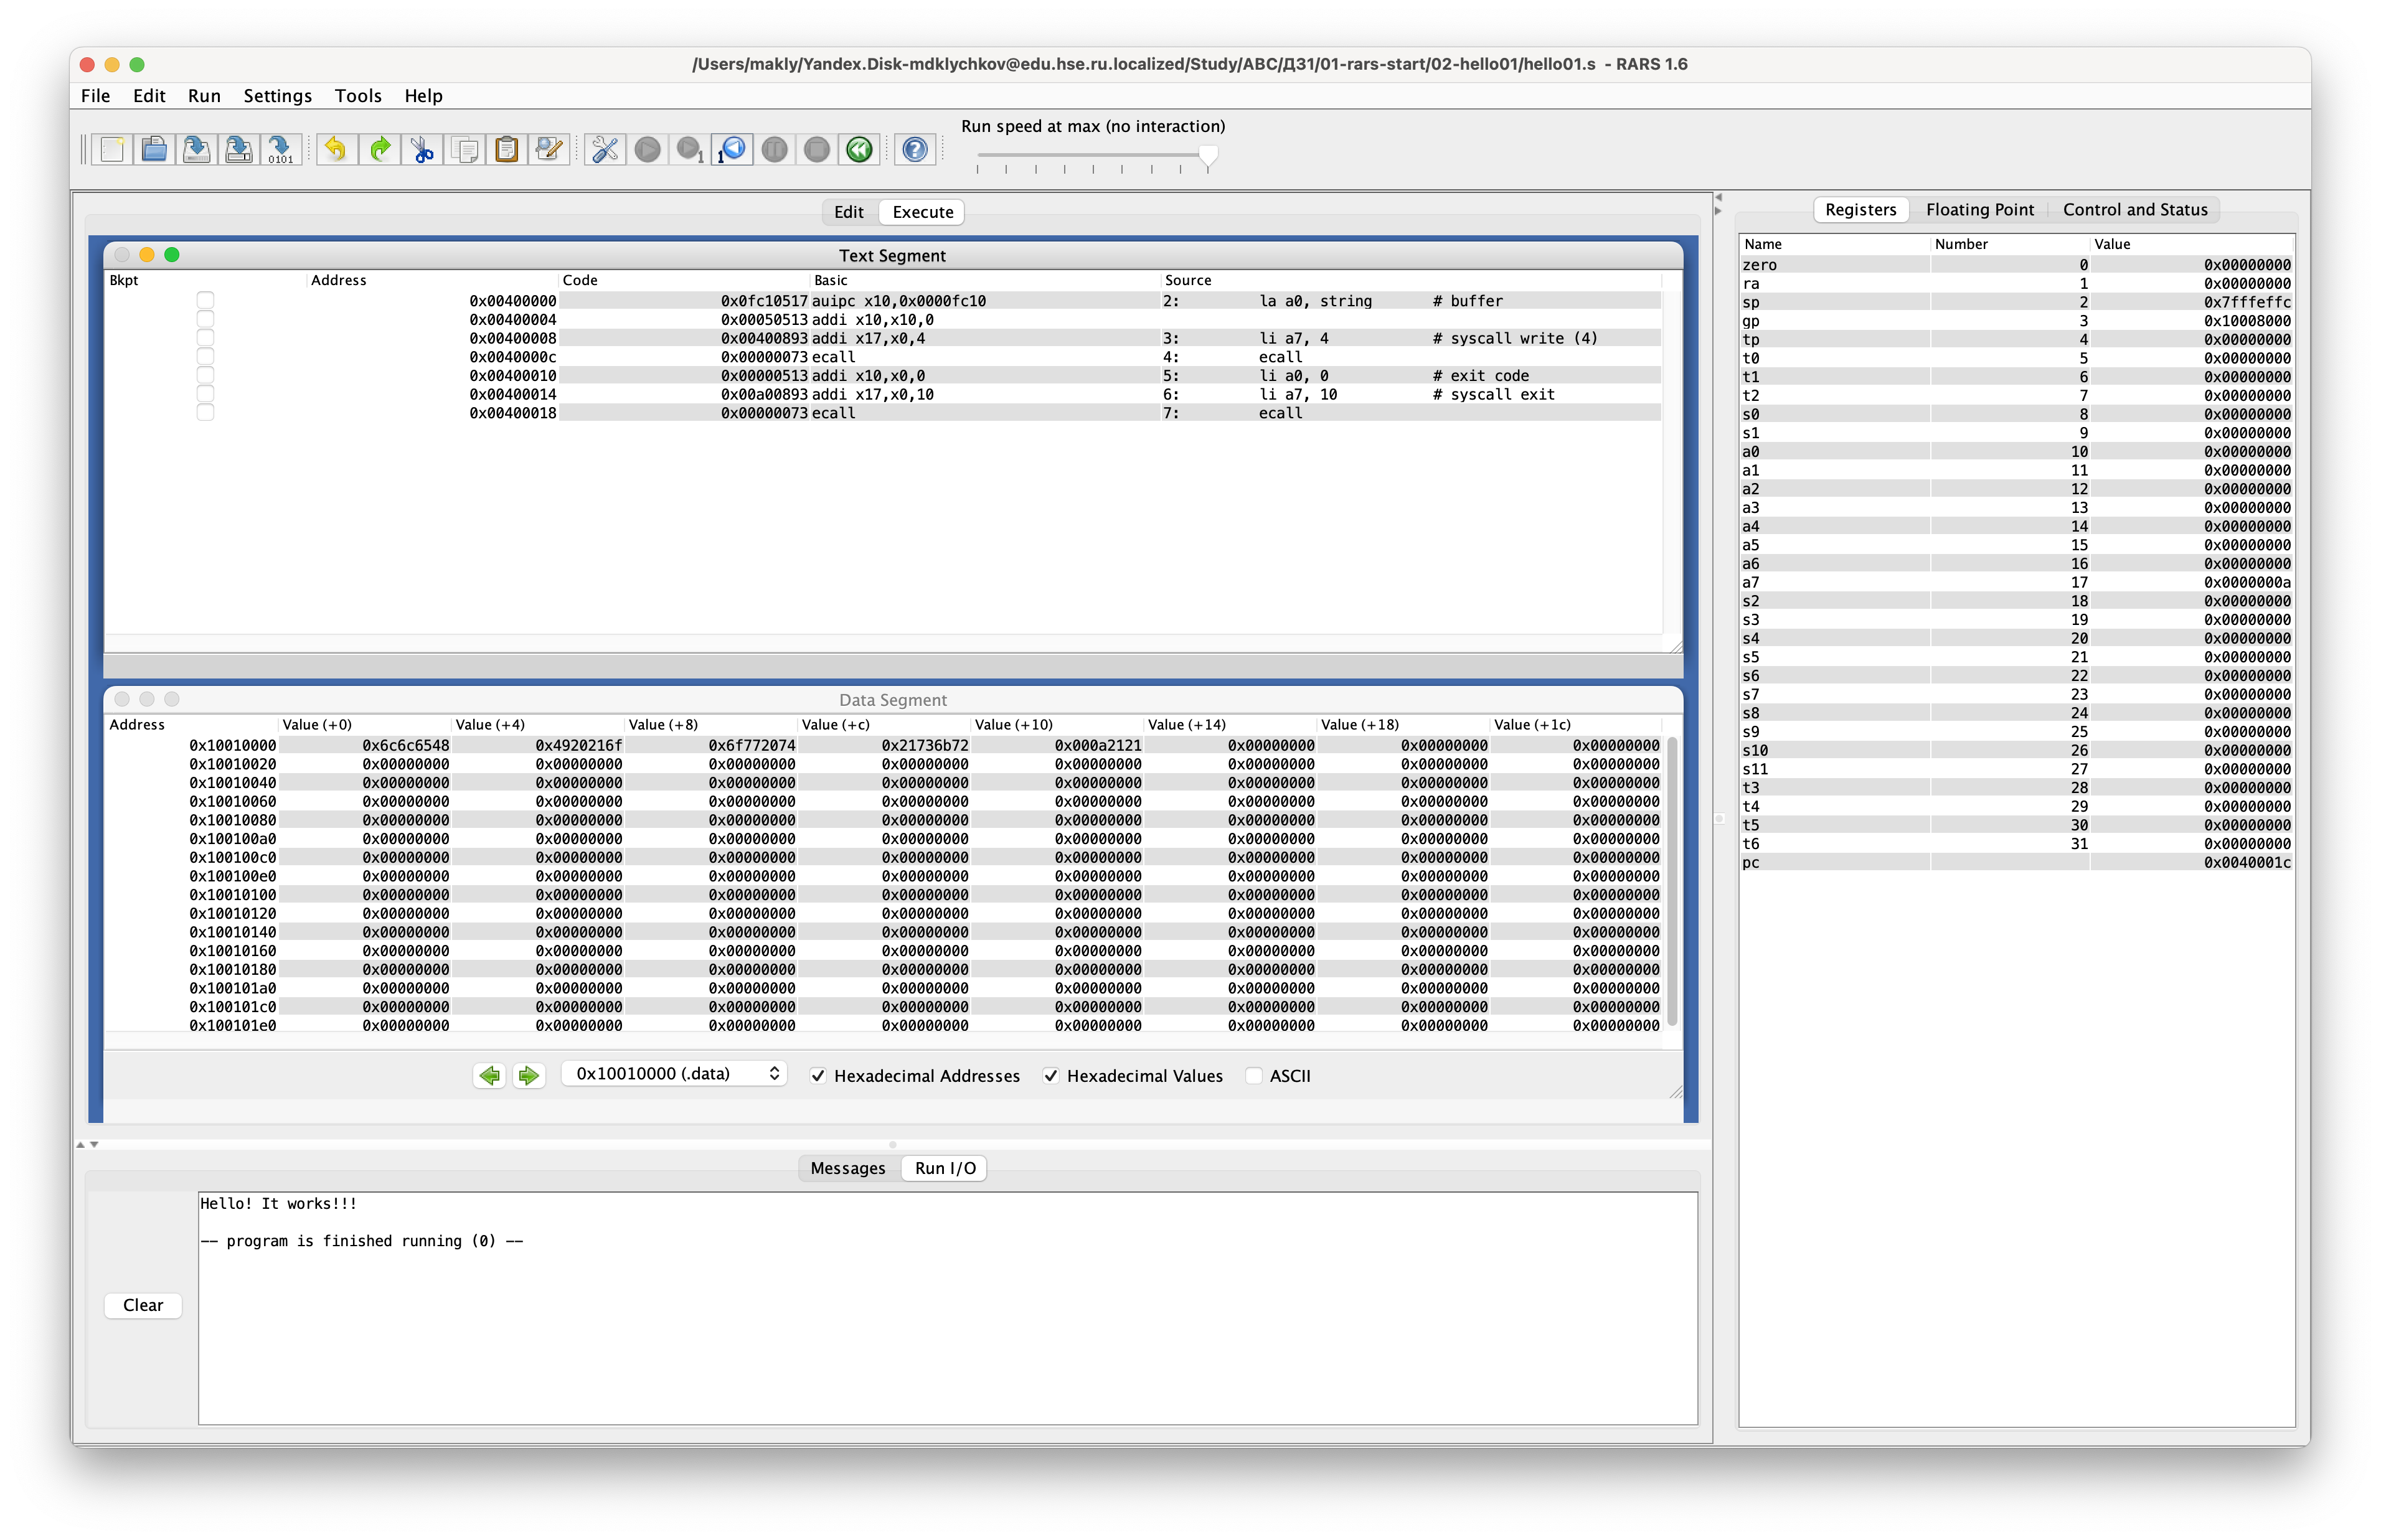 /Users/makly/Yandex.Disk-mdklychkov@edu.hse.ru.localized/Study/АВС/ДЗ1/01-rars-start/02-hello01/hello01.s - RARS 1.6
File Edit Run Settings Tools Help
Run speed at max (no interaction)
0101 1 1
Edit Execute
Registers Floating Point Control and Status
Text Segment
Bkpt Address Code Basic Source
0x00400000 0x0fc10517 auipc x10,0x0000fc10 2: la a0, string # buffer
0x00400004 0x00050513 addi x10,x10,0
0x00400008 0x00400893 addi x17,x0,4 3: li a7, 4 # syscall write (4)
0x0040000c 0x00000073 ecall 4: ecall
0x00400010 0x00000513 addi x10,x0,0 5: li a0, 0 # exit code
0x00400014 0x00a00893 addi x17,x0,10 6: li a7, 10 # syscall exit
0x00400018 0x00000073 ecall 7: ecall
Data Segment
Address Value (+0) Value (+4) Value (+8) Value (+c) Value (+10) Value (+14) Value (+18) Value (+1c)
0x10010000 0x6c6c6548 0x4920216f 0x6f772074 0x21736b72 0x000a2121 0x00000000 0x00000000 0x00000000
0x10010020 0x00000000 0x00000000 0x00000000 0x00000000 0x00000000 0x00000000 0x00000000 0x00000000
0x10010040 0x00000000 0x00000000 0x00000000 0x00000000 0x00000000 0x00000000 0x00000000 0x00000000
0x10010060 0x00000000 0x00000000 0x00000000 0x00000000 0x00000000 0x00000000 0x00000000 0x00000000
0x10010080 0x00000000 0x00000000 0x00000000 0x00000000 0x00000000 0x00000000 0x00000000 0x00000000
0x100100a0 0x00000000 0x00000000 0x00000000 0x00000000 0x00000000 0x00000000 0x00000000 0x00000000
0x100100c0 0x00000000 0x00000000 0x00000000 0x00000000 0x00000000 0x00000000 0x00000000 0x00000000
0x100100e0 0x00000000 0x00000000 0x00000000 0x00000000 0x00000000 0x00000000 0x00000000 0x00000000
0x10010100 0x00000000 0x00000000 0x00000000 0x00000000 0x00000000 0x00000000 0x00000000 0x00000000
0x10010120 0x00000000 0x00000000 0x00000000 0x00000000 0x00000000 0x00000000 0x00000000 0x00000000
0x10010140 0x00000000 0x00000000 0x00000000 0x00000000 0x00000000 0x00000000 0x00000000 0x00000000
0x10010160 0x00000000 0x00000000 0x00000000 0x00000000 0x00000000 0x00000000 0x00000000 0x00000000
0x10010180 0x00000000 0x00000000 0x00000000 0x00000000 0x00000000 0x00000000 0x00000000 0x00000000
0x100101a0 0x00000000 0x00000000 0x00000000 0x00000000 0x00000000 0x00000000 0x00000000 0x00000000
0x100101c0 0x00000000 0x00000000 0x00000000 0x00000000 0x00000000 0x00000000 0x00000000 0x00000000
0x100101e0 0x00000000 0x00000000 0x00000000 0x00000000 0x00000000 0x00000000 0x00000000 0x00000000
0x10010000 (.data) Hexadecimal Addresses Hexadecimal Values ASCII
Messages Run I/O
Hello! It works!!!
-- program is finished running (0) --
Clear
Name Number Value
zero 0 0x00000000
ra 1 0x00000000
sp 2 0x7fffeffc
gp 3 0x10008000
tp 4 0x00000000
t0 5 0x00000000
t1 6 0x00000000
t2 7 0x00000000
s0 8 0x00000000
s1 9 0x00000000
a0 10 0x00000000
a1 11 0x00000000
a2 12 0x00000000
a3 13 0x00000000
a4 14 0x00000000
a5 15 0x00000000
a6 16 0x00000000
a7 17 0x0000000a
s2 18 0x00000000
s3 19 0x00000000
s4 20 0x00000000
s5 21 0x00000000
s6 22 0x00000000
s7 23 0x00000000
s8 24 0x00000000
s9 25 0x00000000
s10 26 0x00000000
s11 27 0x00000000
t3 28 0x00000000
t4 29 0x00000000
t5 30 0x00000000
t6 31 0x00000000
pc 0x0040001c